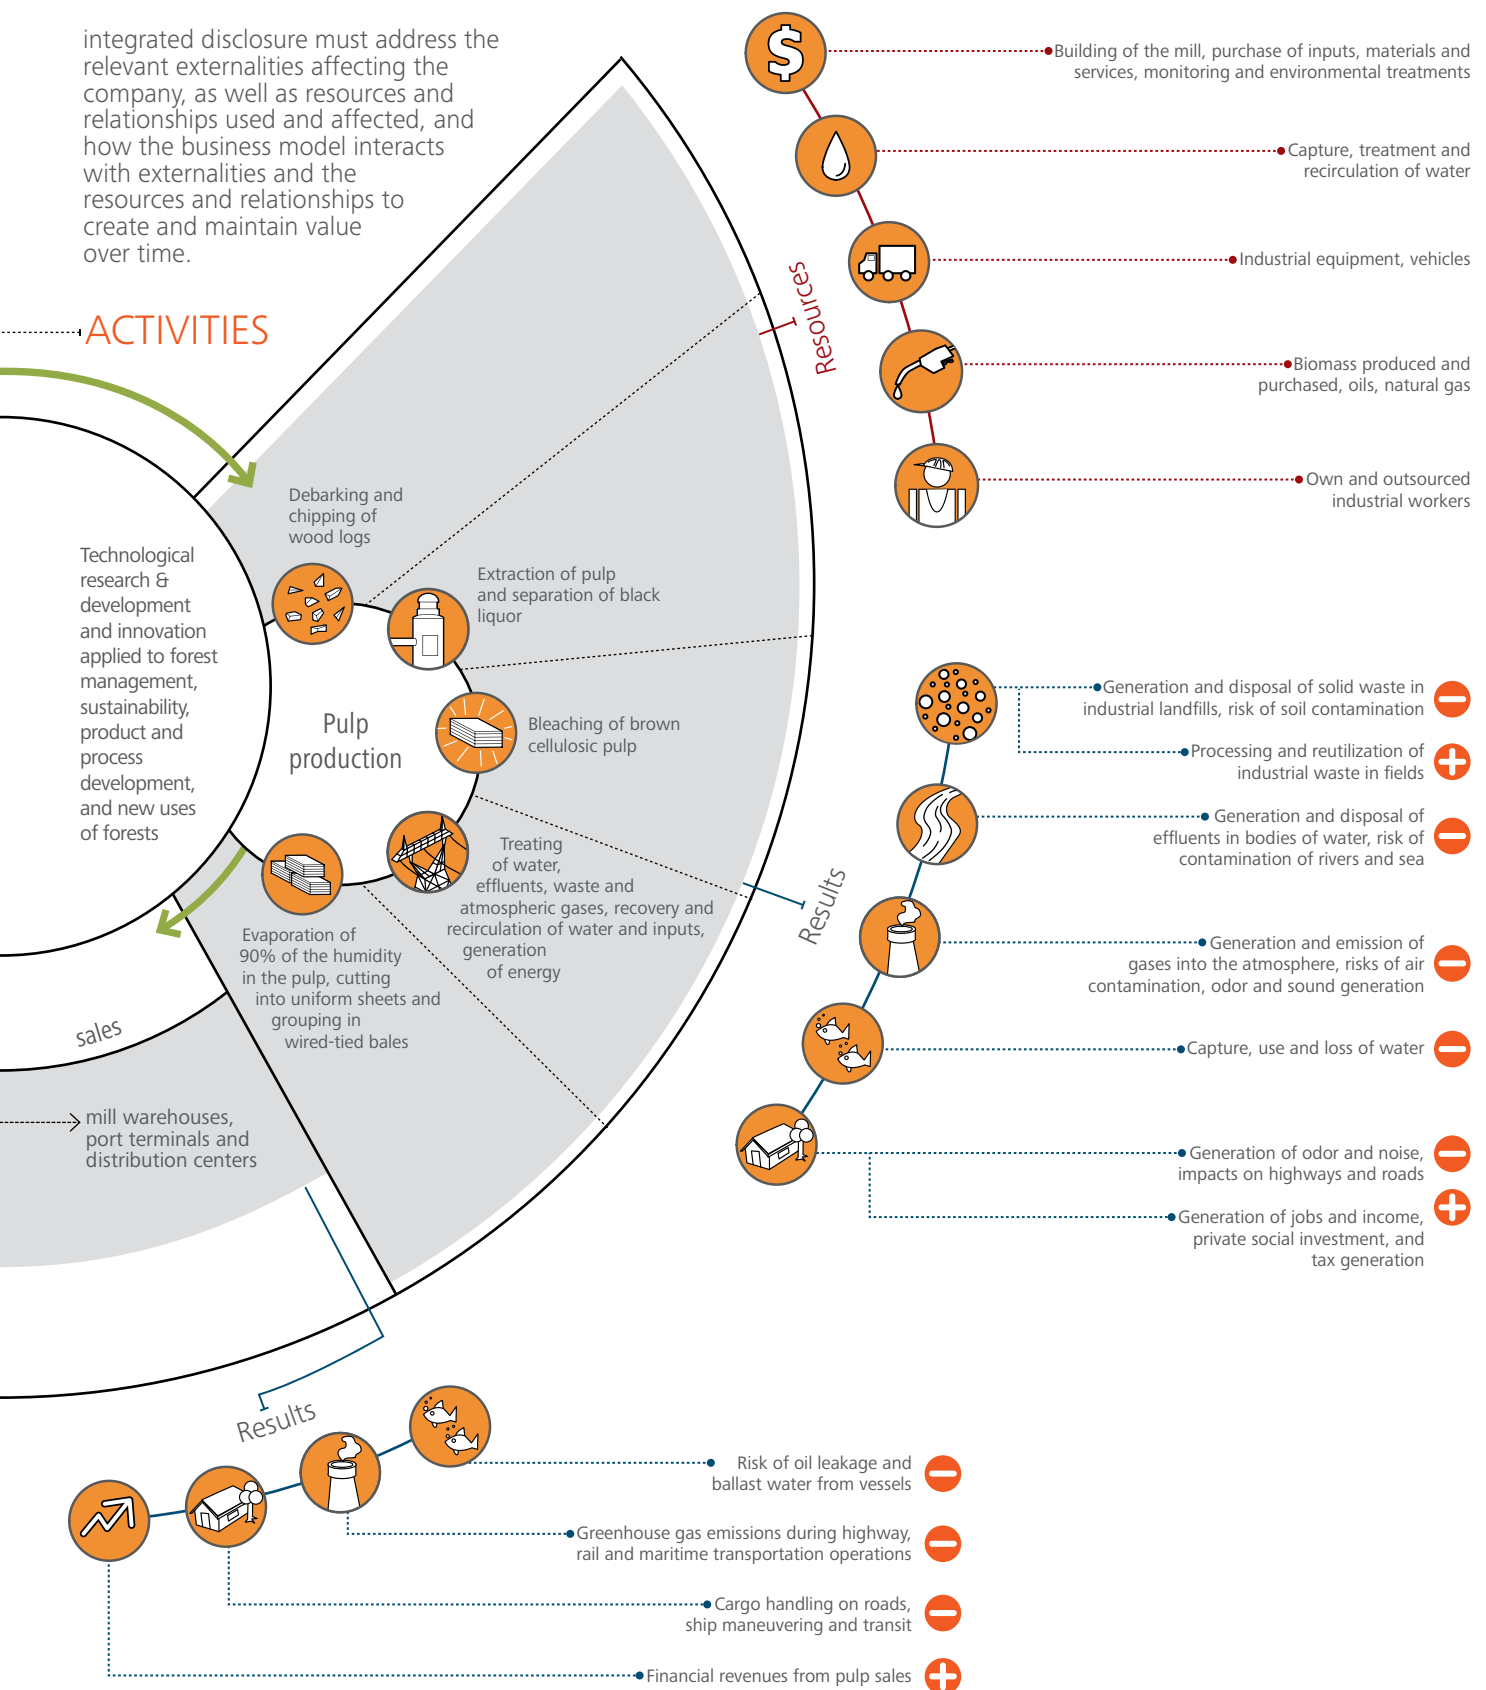 integrated disclosure must address the
relevant externalities affecting the
company, as well as resources and
relationships used and affected, and
how the business model interacts
with externalities and the
resources and relationships to
create and maintain value
over time.
ACTIVITIES
Technological
research &
development
and innovation
applied to forest
management,
sustainability,
product and
process
development,
and new uses
of forests
Pulp
production
Debarking and
chipping of
wood logs
Extraction of pulp
and separation of black
liquor
Bleaching of brown
cellulosic pulp
Treating
of water,
effluents, waste and
atmospheric gases, recovery and
recirculation of water and inputs,
generation
of energy
Evaporation of
90% of the humidity
in the pulp, cutting
into uniform sheets and
grouping in
wired-tied bales
sales
mill warehouses,
port terminals and
distribution centers
Resources
$
Building of the mill, purchase of inputs, materials and
services, monitoring and environmental treatments
Capture, treatment and
recirculation of water
Industrial equipment, vehicles
Biomass produced and
purchased, oils, natural gas
Own and outsourced
industrial workers
Results
Generation and disposal of solid waste in
industrial landfills, risk of soil contamination
Processing and reutilization of
industrial waste in fields
Generation and disposal of
effluents in bodies of water, risk of
contamination of rivers and sea
Generation and emission of
gases into the atmosphere, risks of air
contamination, odor and sound generation
Capture, use and loss of water
Generation of odor and noise,
impacts on highways and roads
Generation of jobs and income,
private social investment, and
tax generation
Results
Risk of oil leakage and
ballast water from vessels
Greenhouse gas emissions during highway,
rail and maritime transportation operations
Cargo handling on roads,
ship maneuvering and transit
Financial revenues from pulp sales